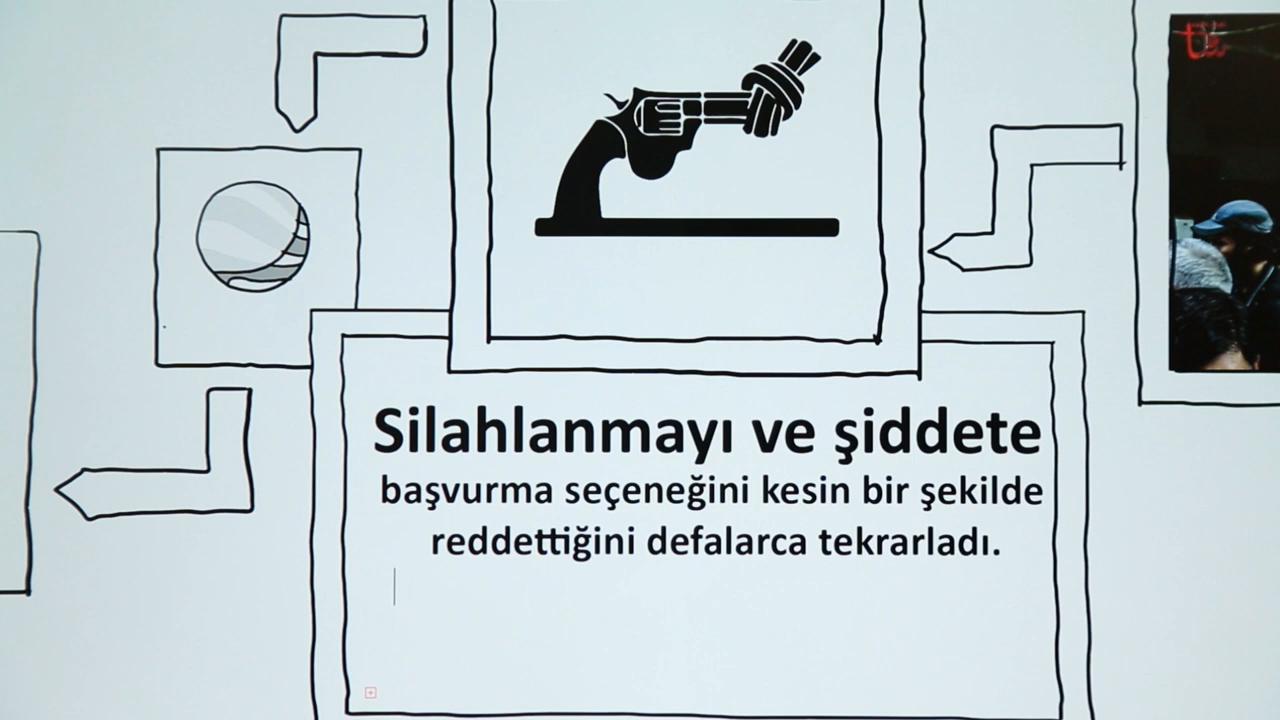 Silahlanmayı ve şiddete
başvurma seçeneğini kesin bir şekilde
reddettiğini defalarca tekrarladı.